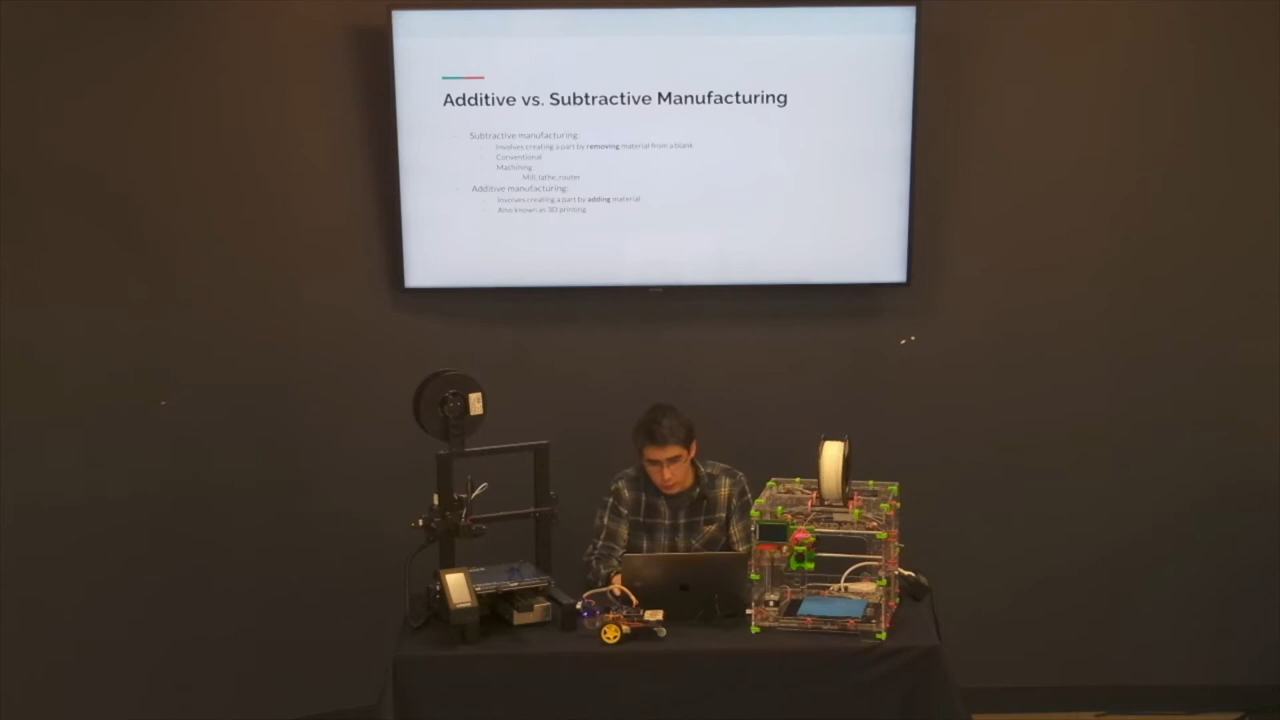 Additive vs. Subtractive Manufacturing
Subtractive manufacturing:
Involves creating a part by removing material from a blank
Conventional
Machining
Mill, lathe, router
Additive manufacturing:
Involves creating a part by adding material
Also known as 3D printing